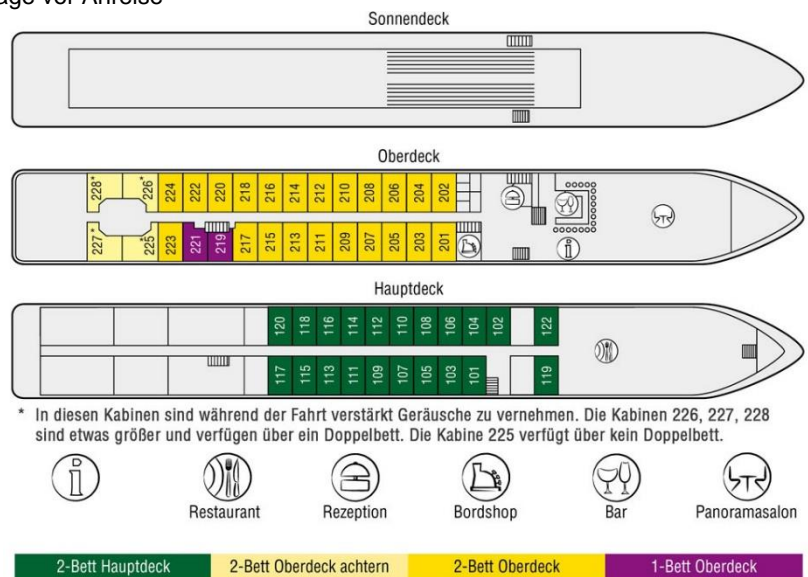 age vor Anreise
Sonnendeck
Oberdeck
228* 226* 224 222 220 218 216 214 212 210 208 206 204 202
227* 225* 223 221 219 217 215 213 211 209 207 205 203 201
i
Hauptdeck
120 118 116 114 112 110 108 106 104 102 122
117 115 113 111 109 107 105 103 101 119
* In diesen Kabinen sind während der Fahrt verstärkt Geräusche zu vernehmen. Die Kabinen 226, 227, 228
sind etwas größer und verfügen über ein Doppelbett. Die Kabine 225 verfügt über kein Doppelbett.
i
Restaurant Rezeption Bordshop Bar Panoramasalon
2-Bett Hauptdeck 2-Bett Oberdeck achtern 2-Bett Oberdeck 1-Bett Oberdeck